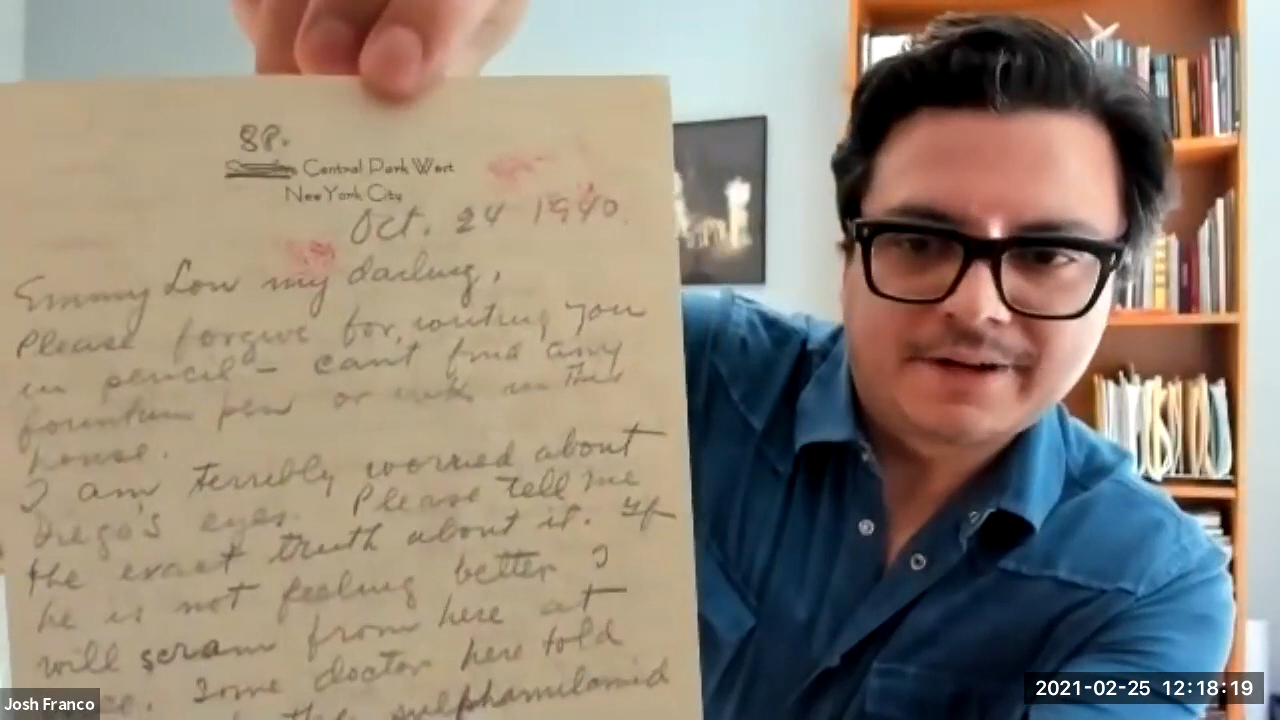 88.
Central Park West
New York City
Oct. 24 1940.
Emmy Lou my darling,
Please forgive for, writing you
in pencil - can't find any
fountain pen or ink in this
house.
I am terribly worried about
Diego's eyes. Please tell me
the exact truth about it. If
he is not feeling better I
will scram from here at
Some doctor here told
the sulphamilamid
Josh Franco
2021-02-25 12:18:19